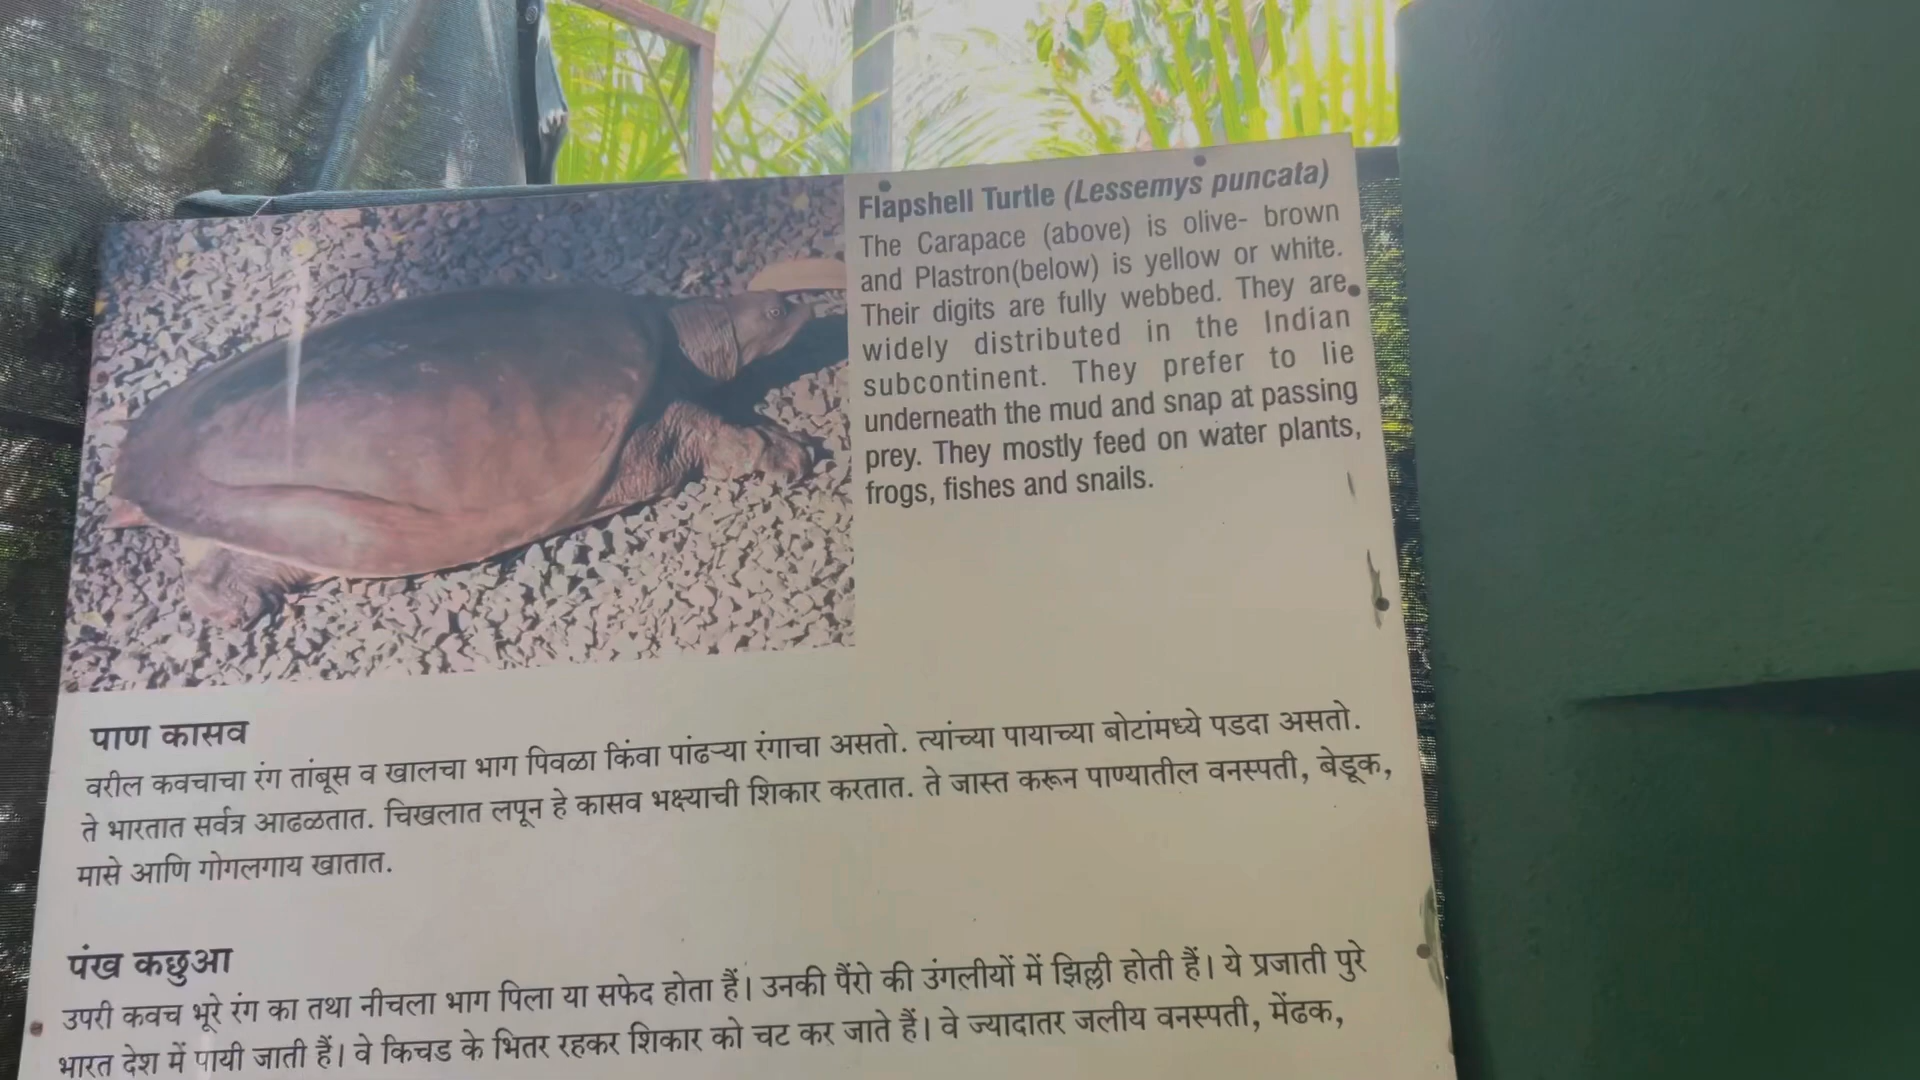 Flapshell Turtle (Lessemys puncata)
The Carapace (above) is olive- brown
and Plastron(below) is yellow or white.
Their digits are fully webbed. They are
widely distributed in the Indian
subcontinent. They prefer to lie
underneath the mud and snap at passing
prey. They mostly feed on water plants,
frogs, fishes and snails.
पाण कासव
वरील कवचाचा रंग तांबूस व खालचा भाग पिवळा किंवा पांढऱ्या रंगाचा असतो. त्यांच्या पायाच्या बोटांमध्ये पडदा असतो.
ते भारतात सर्वत्र आढळतात. चिखलात लपून हे कासव भक्ष्याची शिकार करतात. ते जास्त करून पाण्यातील वनस्पती, बेडूक,
मासे आणि गोगलगाय खातात.
पंख कछुआ
उपरी कवच भूरे रंग का तथा नीचला भाग पिला या सफेद होता हैं। उनकी पैंरो की उंगलीयों में झिल्ली होती हैं। ये प्रजाती पुरे
भारत देश में पायी जाती हैं। वे किचड के भितर रहकर शिकार को चट कर जाते हैं। वे ज्यादातर जलीय वनस्पती, मेंढक,